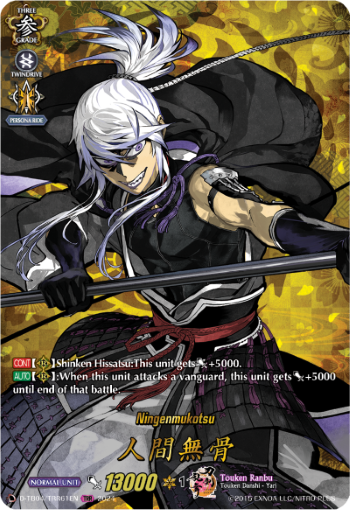 THREE
参
GRADE
TWINDRIVE
PERSONA RIDE
CONT【】Shinken Hissatsu:This unit gets +5000.
AUTO【】:When this unit attacks a vanguard, this unit gets +5000
until end of that battle.
Ningenmukotsu
人間無骨
NORMAL UNIT 13000 1 Touken Ranbu
Touken Danshi - Yari
2024 ©2015 EXNOA LLC/NITRO PLUS